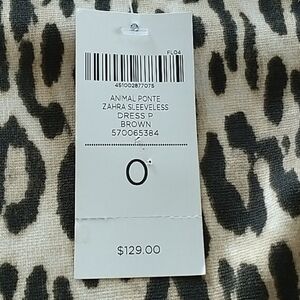 FL04
451002877075
ANIMAL PONTE
ZAHRA SLEEVELESS
DRESS P
BROWN
570065384
0
$129.00